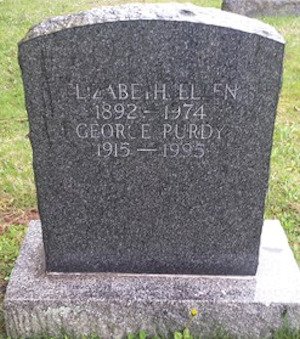 ELIZABETH ELLEN
1892 - 1974
GEORGE PURDY
1915 - 1995